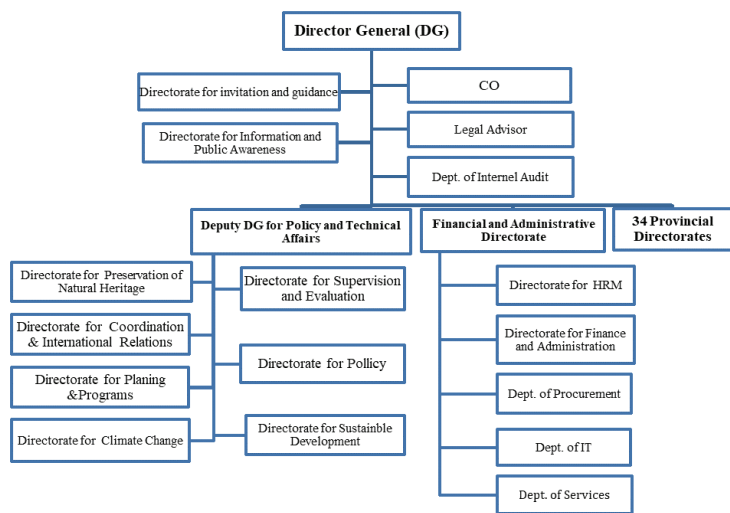 Director General (DG)
Directorate for invitation and guidance
CO
Directorate for Information and
Public Awareness
Legal Advisor
Dept. of Internel Audit
Deputy DG for Policy and Technical
Affairs
Financial and Administrative
Directorate
34 Provincial
Directorates
Directorate for Preservation of
Natural Heritage
Directorate for Supervision
and Evaluation
Directorate for HRM
Directorate for Coordination
& International Relations
Directorate for Finance
and Administration
Directorate for Planing
&Programs
Directorate for Pollicy
Dept. of Procurement
Directorate for Climate Change
Directorate for Sustainble
Development
Dept. of IT
Dept. of Services